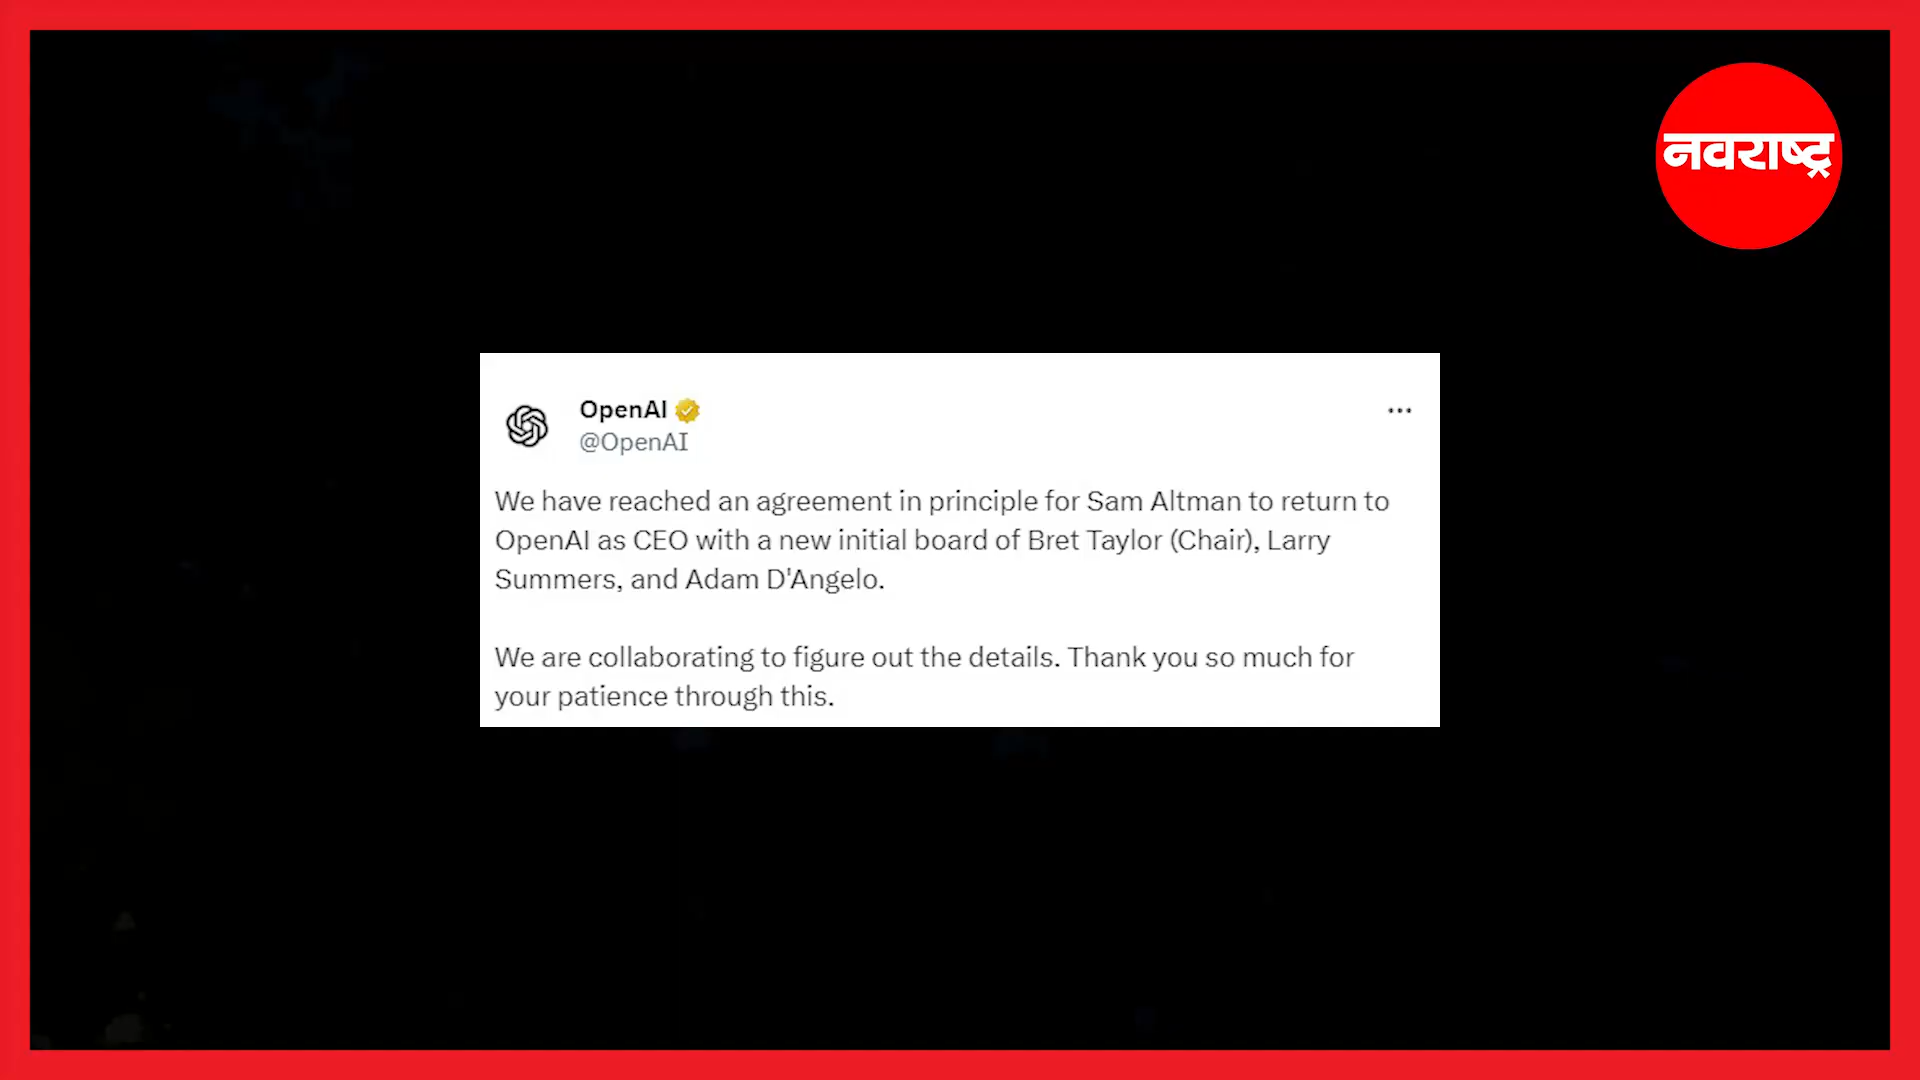 नवराष्ट्र
OpenAI
@OpenAI
We have reached an agreement in principle for Sam Altman to return to
OpenAI as CEO with a new initial board of Bret Taylor (Chair), Larry
Summers, and Adam D'Angelo.
We are collaborating to figure out the details. Thank you so much for
your patience through this.